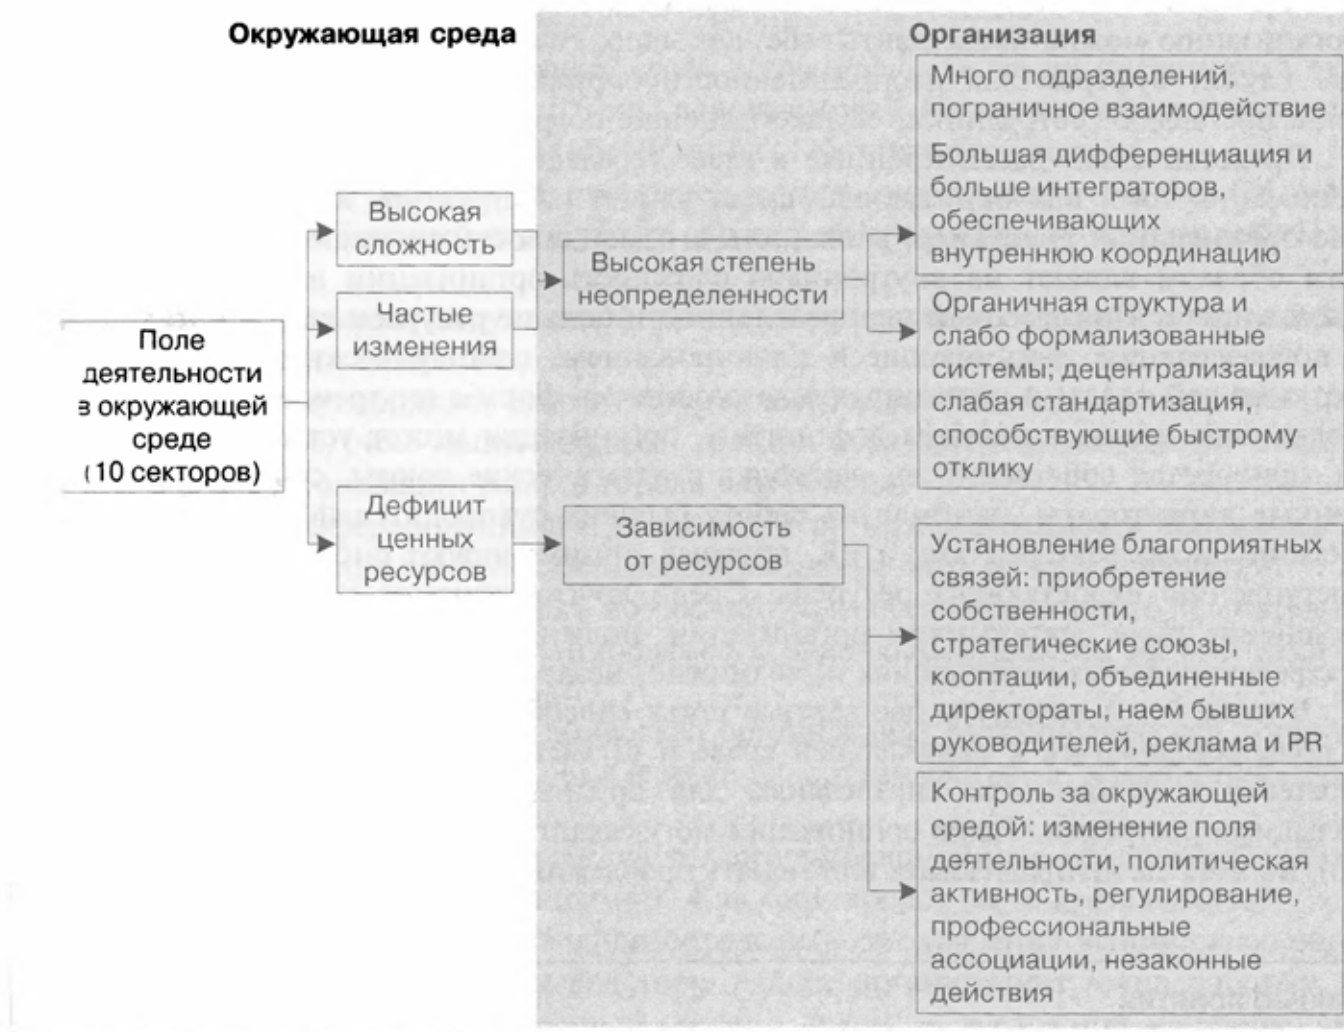 Окружающая среда
Организация
Поле
деятельности
в окружающей
среде
(10 секторов)
Высокая
сложность
Частые
изменения
Дефицит
ценных
ресурсов
Высокая степень
неопределенности
Зависимость
от ресурсов
Много подразделений,
пограничное взаимодействие
Большая дифференциация и
больше интеграторов,
обеспечивающих
внутреннюю координацию
Органичная структура и
слабо формализованные
системы; децентрализация и
слабая стандартизация,
способствующие быстрому
отклику
Установление благоприятных
связей: приобретение
собственности,
стратегические союзы,
кооптации, объединенные
директораты, наем бывших
руководителей, реклама и PR
Контроль за окружающей
средой: изменение поля
деятельности, политическая
активность, регулирование,
профессиональные
ассоциации, незаконные
действия